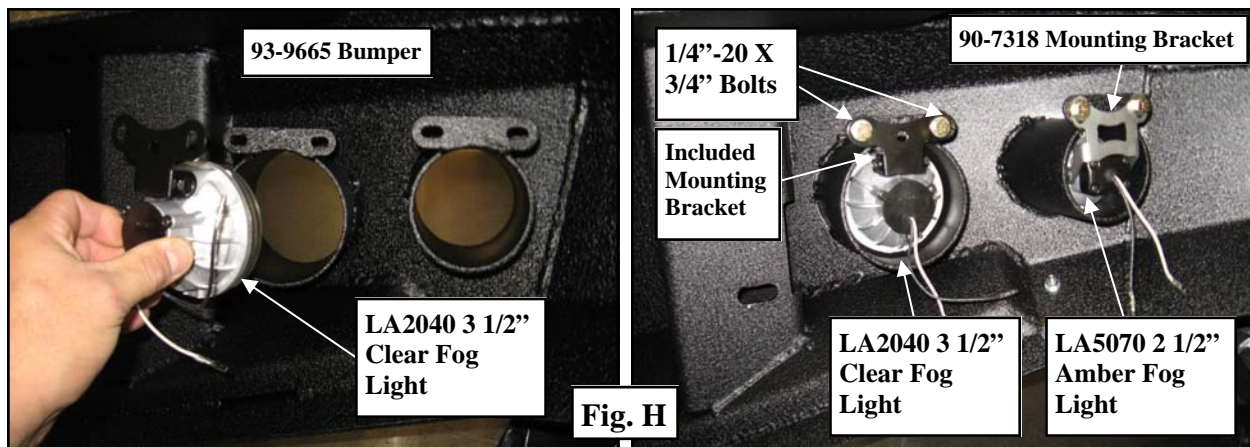 93-9665 Bumper
LA2040 3 1/2”
Clear Fog
Light
Fig. H
1/4”-20 X
3/4” Bolts
90-7318 Mounting Bracket
Included
Mounting
Bracket
LA2040 3 1/2”
Clear Fog
Light
LA5070 2 1/2”
Amber Fog
Light